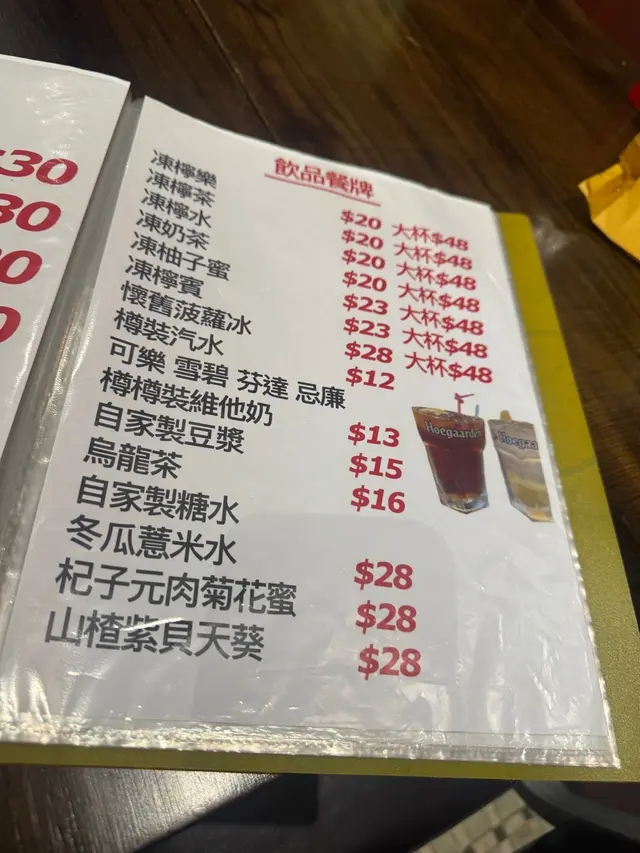 飲品餐牌
凍檸樂 $20 大杯$48
凍檸茶 $20 大杯$48
凍檸水 $20 大杯$48
凍奶茶 $20 大杯$48
凍柚子蜜 $23 大杯$48
凍檸賓 $23 大杯$48
懷舊菠蘿冰 $28 大杯$48
樽裝汽水 $12
可樂 雪碧 芬達 忌廉
樽樽裝維他奶 $13
自家製豆漿 $15
烏龍茶 $16
自家製糖水
冬瓜薏米水 $28
杞子元肉菊花蜜 $28
山楂紫貝天葵 $28
Hoegaarden